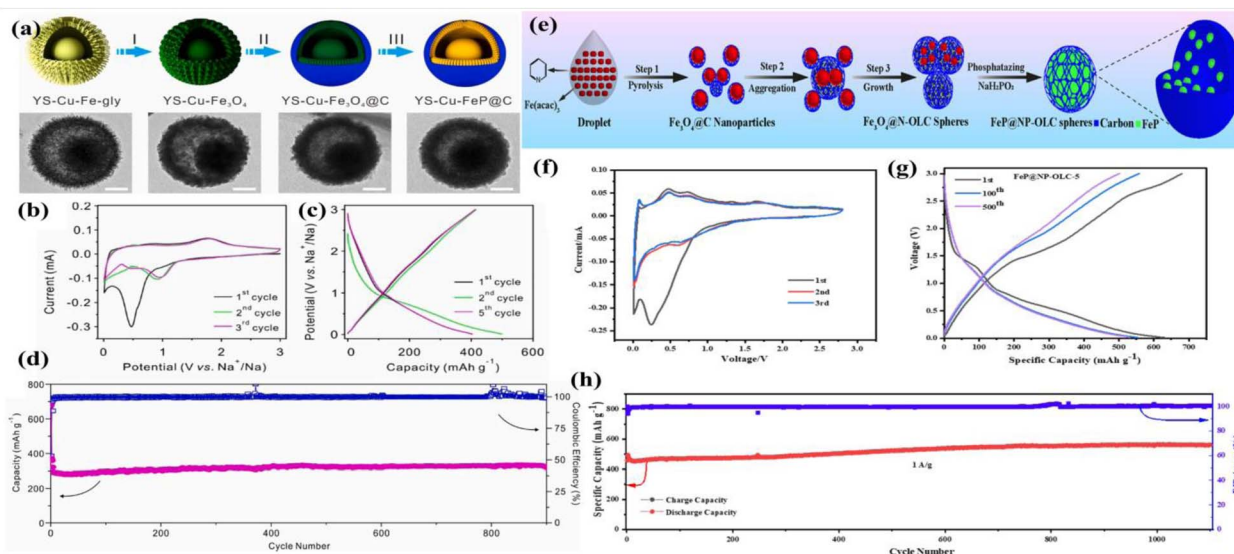 (a)
I
II
III
YS-Cu-Fe-gly
YS-Cu-Fe₃O₄
YS-Cu-Fe₃O₄@C
YS-Cu-FeP@C
(b)
0.2
0.1
0.0
-0.1
-0.2
-0.3
Current (mA)
1st cycle
2nd cycle
3rd cycle
0
1
2
3
Potential (V vs. Na⁺/Na)
(c)
4
3
2
1
0
Potential (V vs. Na⁺/Na)
1st cycle
2nd cycle
5th cycle
0
200
400
600
Capacity (mAh g⁻¹)
(d)
800
600
400
200
0
Capacity (mAh g⁻¹)
100
75
50
25
0
Coulombic Efficiency (%)
0
200
400
600
800
Cycle Number
(e)
Fe(acac)₃
Droplet
Step 1
Pyrolysis
Fe₃O₄@C Nanoparticles
Step 2
Aggregation
Step 3
Growth
Fe₃O₄@N-OLC Spheres
Phosphatazing
NaH₂PO₂
FeP@NP-OLC spheres
Carbon
FeP
(f)
0.10
0.05
0.00
-0.05
-0.10
-0.15
-0.20
-0.25
Current/mA
1st
2nd
3rd
0.0
0.5
1.0
1.5
2.0
2.5
3.0
Voltage/V
(g)
3.0
2.5
2.0
1.5
1.0
0.5
0.0
Voltage (V)
1st
100th
500th
FeP@NP-OLC-5
0
100
200
300
400
500
600
700
800
Specific Capacity (mAh g⁻¹)
(h)
800
600
500
400
200
0
Specific Capacity (mAh g⁻¹)
1 A/g
Charge Capacity
Discharge Capacity
100
80
60
40
20
0
0
200
400
600
800
1000
Cycle Number